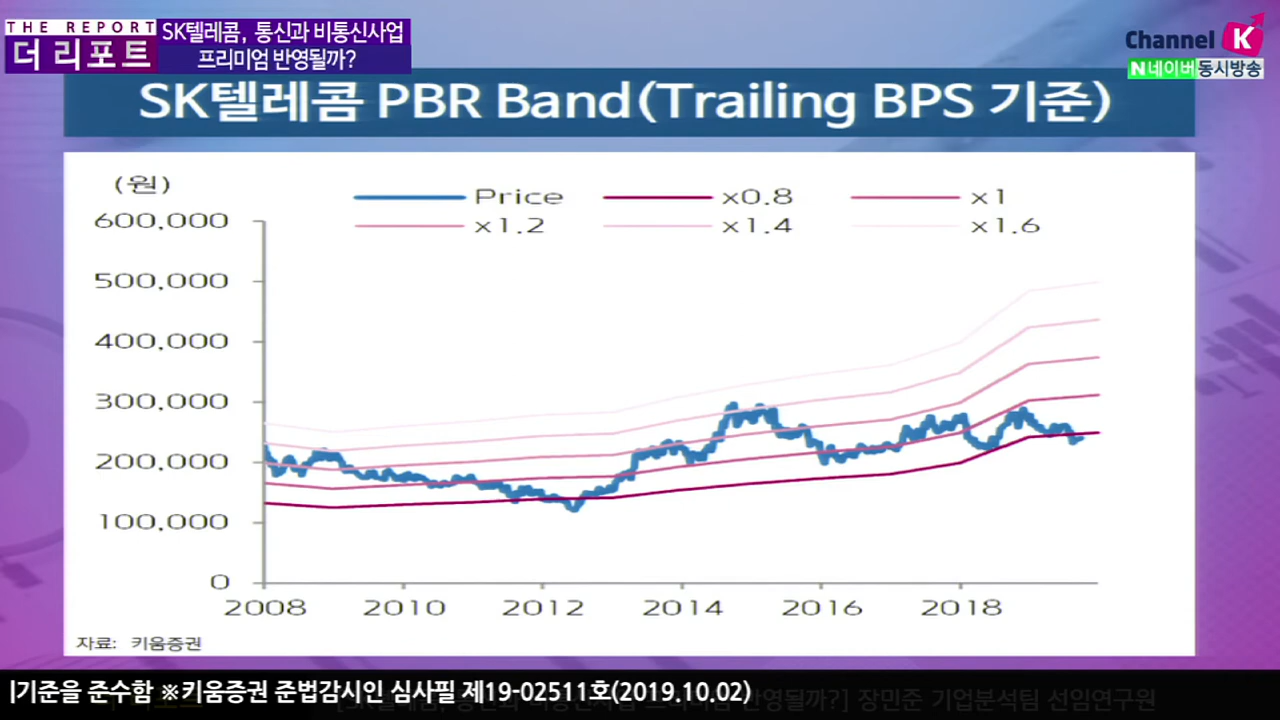 THE REPORT
더 리포트
SK텔레콤, 통신과 비통신사업
프리미엄 반영될까?
Channel K
N네이버 동시방송
SK텔레콤 PBR Band(Trailing BPS 기준)
(원)
Price
x0.8
x1
x1.2
x1.4
x1.6
600,000
500,000
400,000
300,000
200,000
100,000
0
2008
2010
2012
2014
2016
2018
자료: 키움증권
기준을 준수함 ※키움증권 준법감시인 심사필 제19-02511호(2019.10.02)
반영될까?] 장민준 기업분석팀 선임연구원